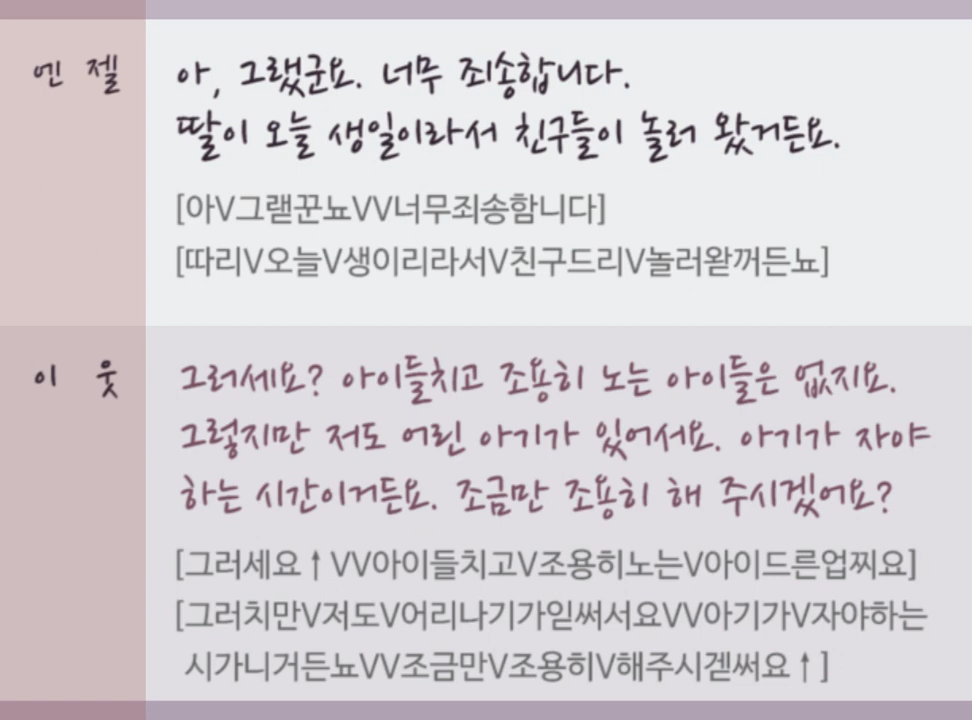 엔 젤
아, 그랬군요. 너무 죄송합니다.
딸이 오늘 생일이라서 친구들이 놀러 왔거든요.
[아V그랟꾼뇨VV너무죄송함니다]
[따리V오늘V생이리라서V친구드리V놀러왇꺼든뇨]
이 웃
그러세요? 아이들치고 조용히 노는 아이들은 없지요.
그렇지만 저도 어린 아기가 있어서요. 아기가 자야
하는 시간이거든요. 조금만 조용히 해 주시겠어요?
[그러세요↑VV아이들치고V조용히노는V아이드른업찌요]
[그러치만V저도V어리나기가읻써서요VV아기가V자야하는
시가니거든뇨VV조금만V조용히V해주시겓써요↑]